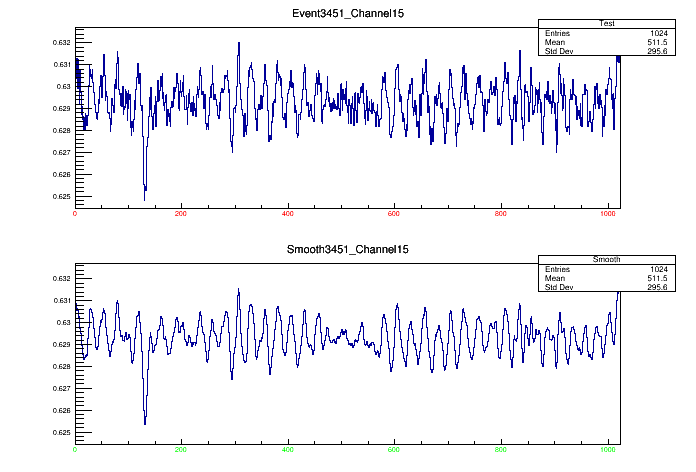 Event3451_Channel15
Test
Entries 1024
Mean 511.5
Std Dev 295.6
0.632
0.631
0.63
0.629
0.628
0.627
0.626
0.625
0 200 400 600 800 1000
Smooth3451_Channel15
Smooth
Entries 1024
Mean 511.5
Std Dev 295.6
0.632
0.631
0.63
0.629
0.628
0.627
0.626
0.625
0 200 400 600 800 1000